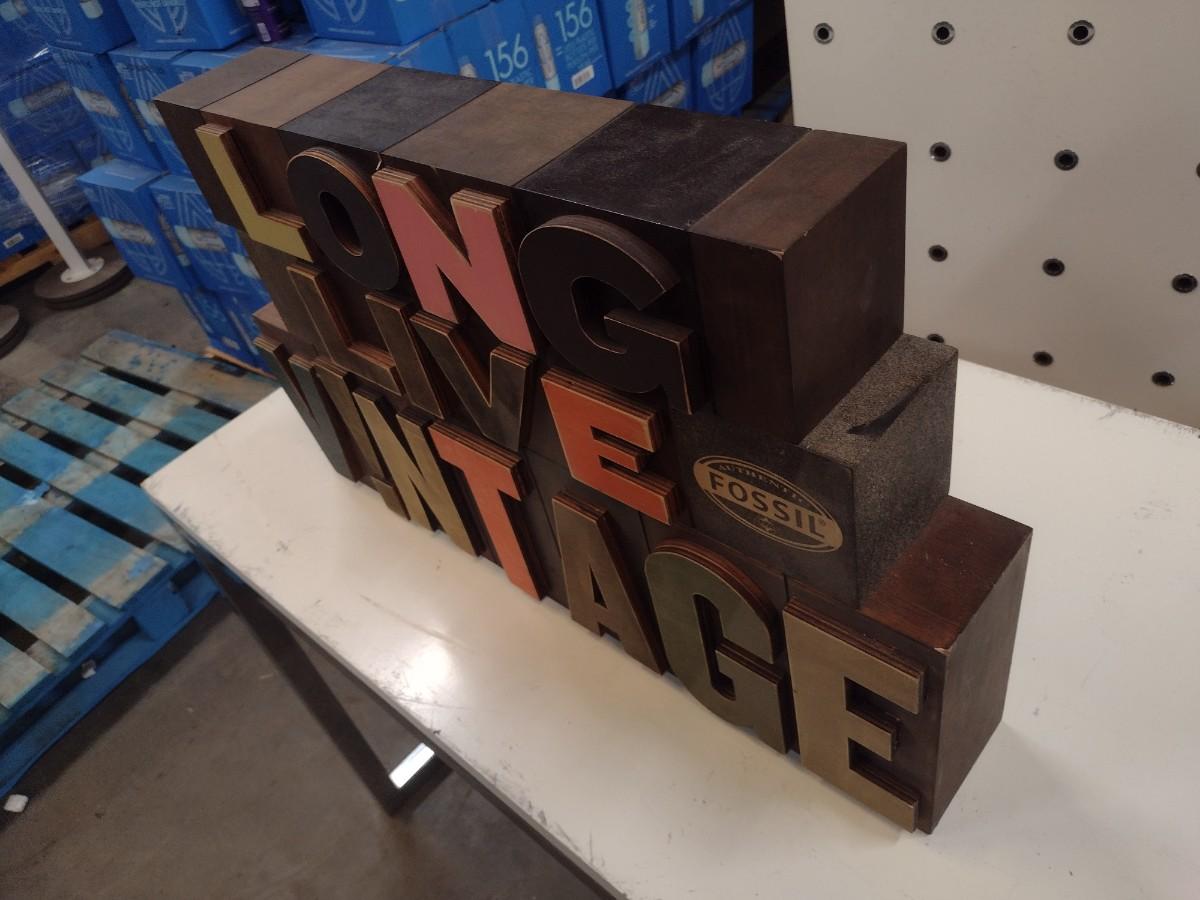 156
156
LONG
LIVE
AUTHENTIC
FOSSIL®
VINTAGE